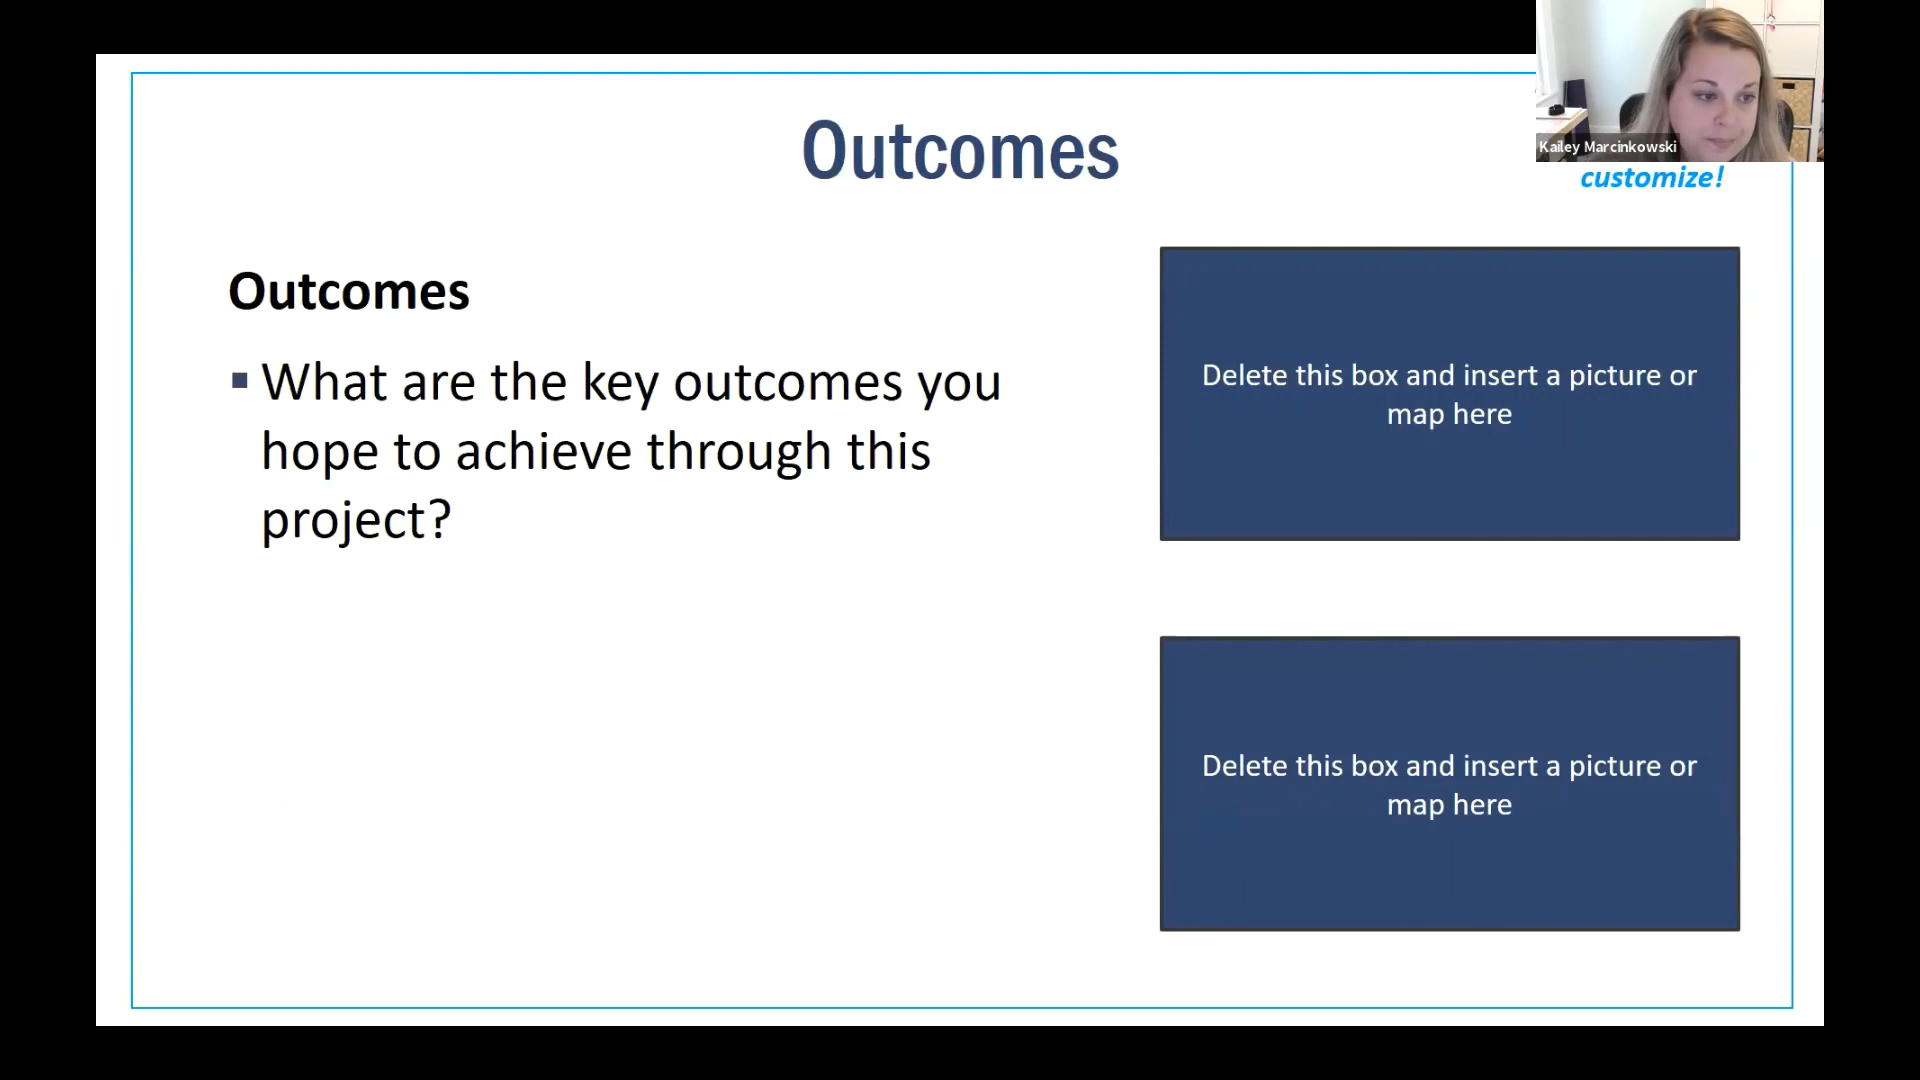 Outcomes
Kailey Marcinkowski
customize!
Outcomes
▪ What are the key outcomes you
hope to achieve through this
project?
Delete this box and insert a picture or
map here
Delete this box and insert a picture or
map here